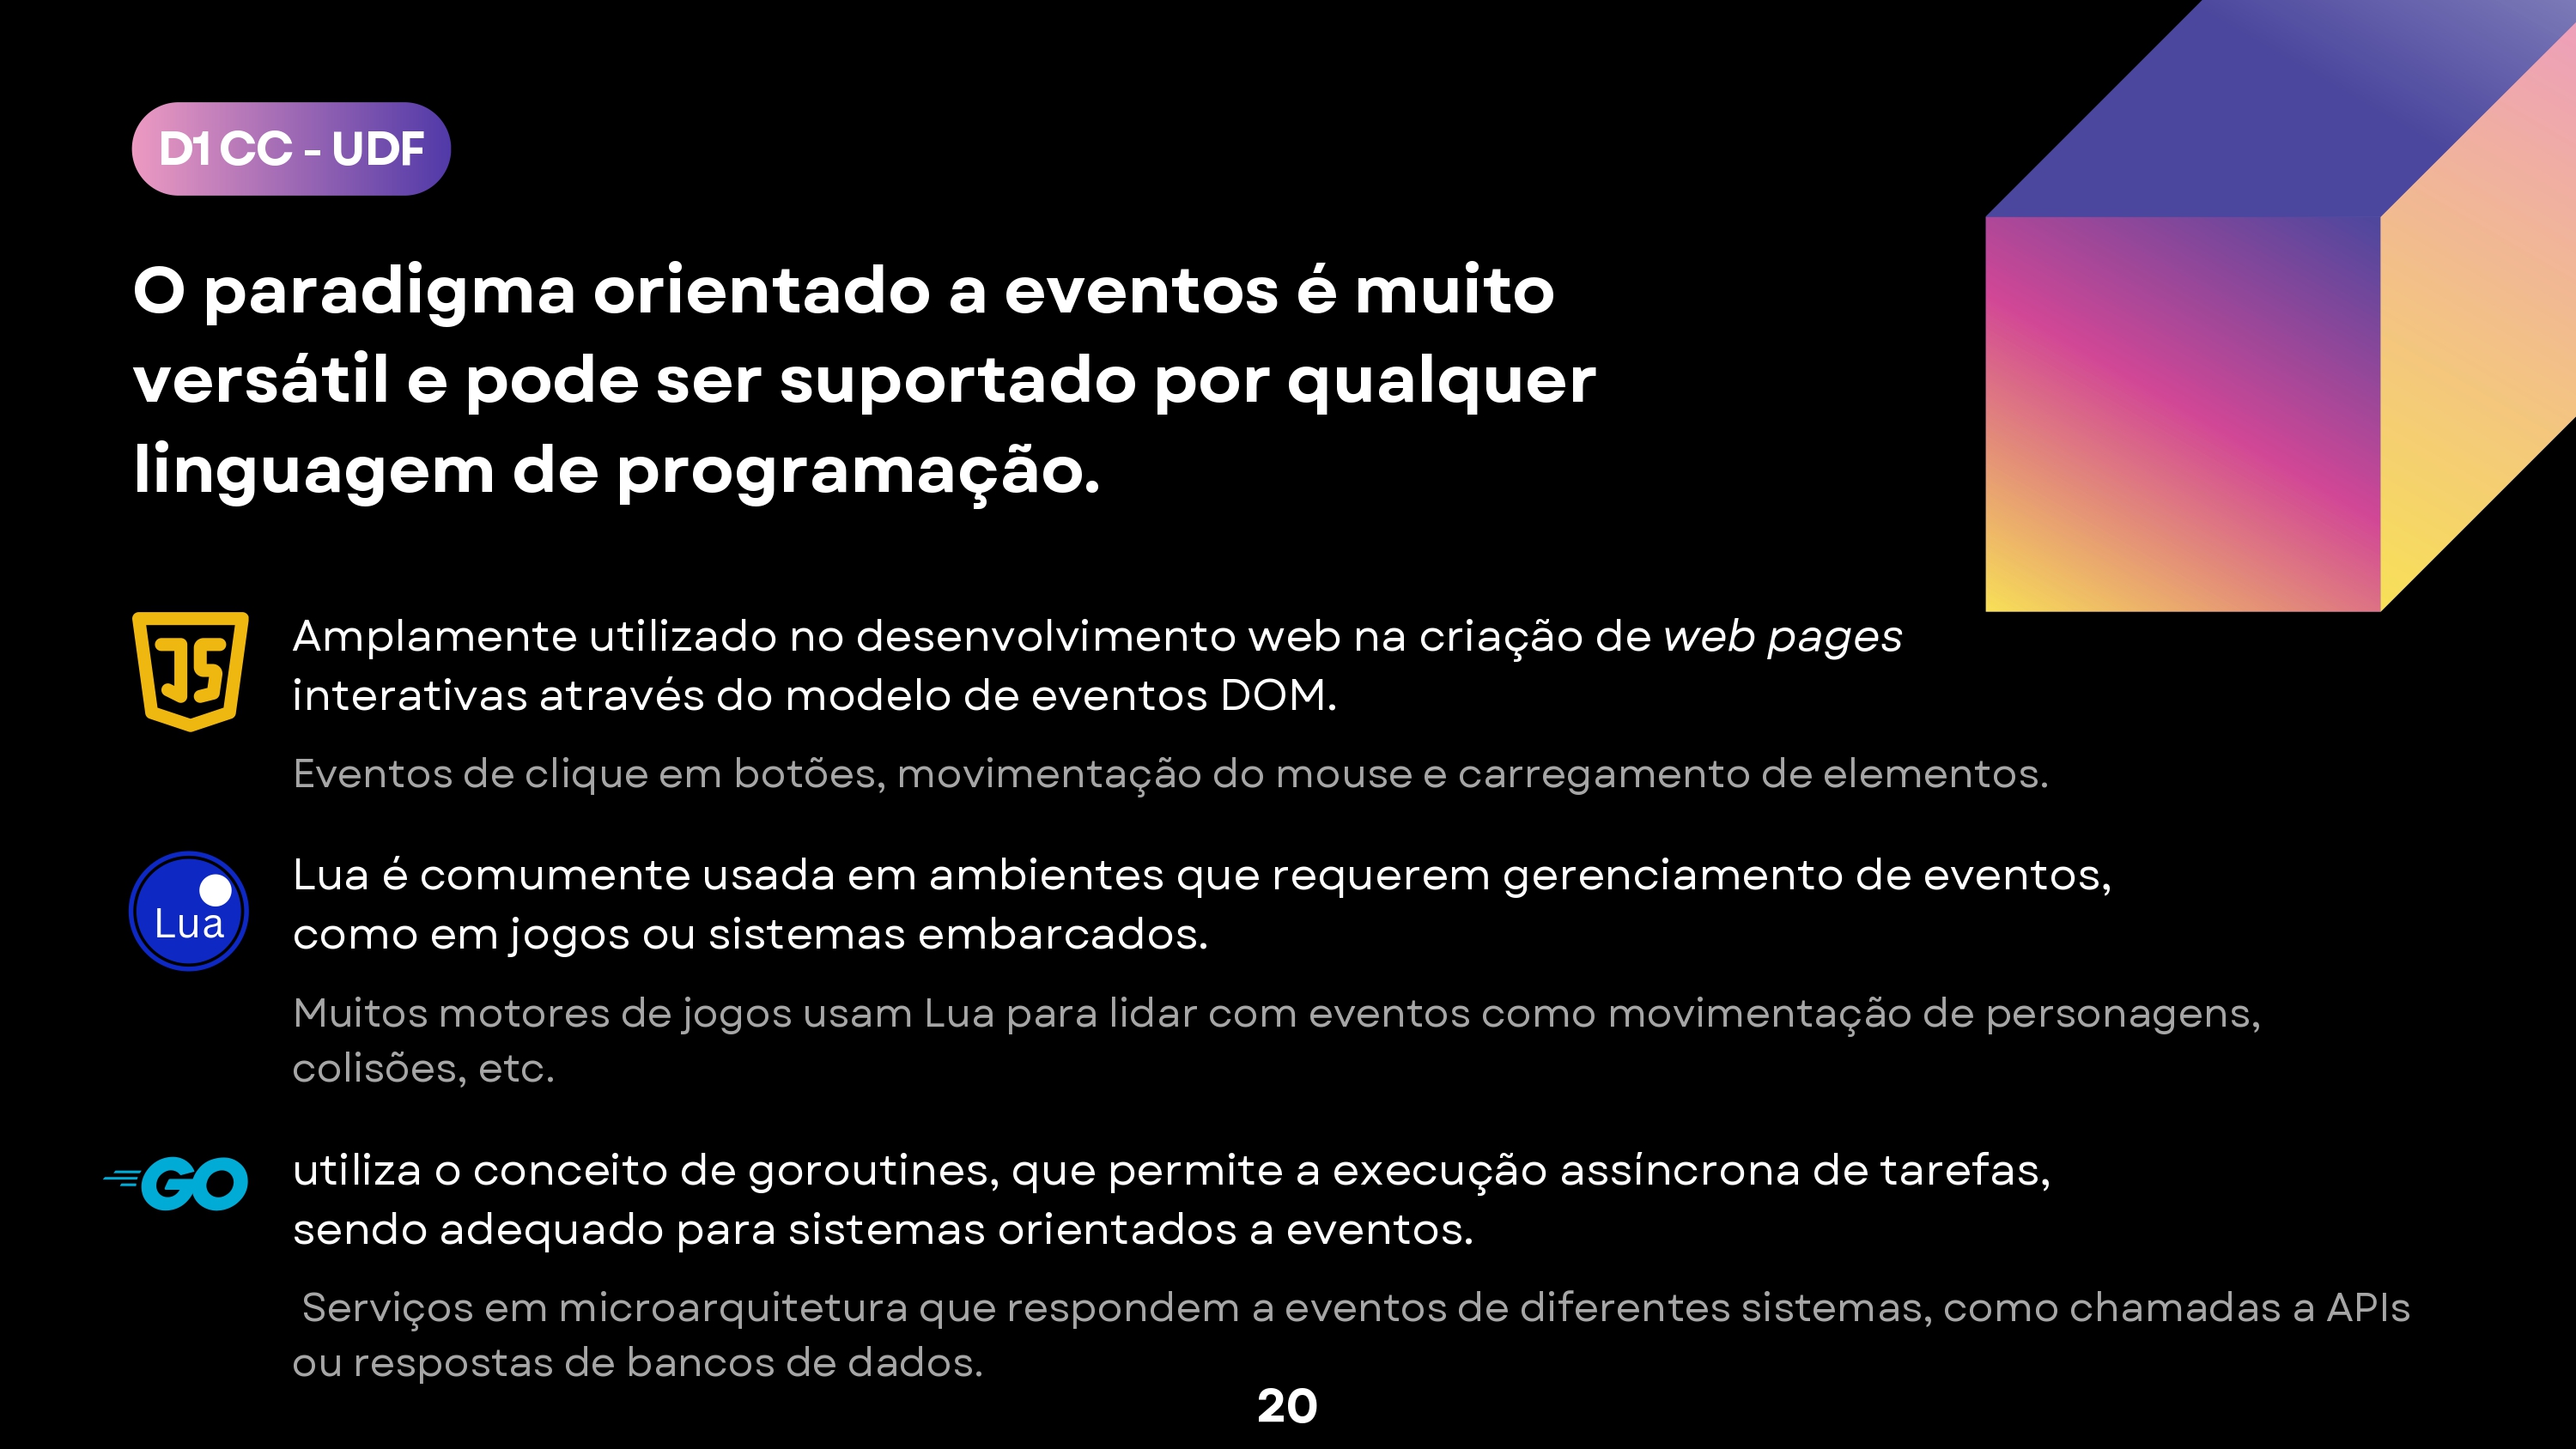 D1 CC - UDF
O paradigma orientado a eventos é muito
versátil e pode ser suportado por qualquer
linguagem de programação.
JS
Amplamente utilizado no desenvolvimento web na criação de web pages
interativas através do modelo de eventos DOM.
Eventos de clique em botões, movimentação do mouse e carregamento de elementos.
Lua
Lua é comumente usada em ambientes que requerem gerenciamento de eventos,
como em jogos ou sistemas embarcados.
Muitos motores de jogos usam Lua para lidar com eventos como movimentação de personagens,
colisões, etc.
GO
utiliza o conceito de goroutines, que permite a execução assíncrona de tarefas,
sendo adequado para sistemas orientados a eventos.
Serviços em microarquitetura que respondem a eventos de diferentes sistemas, como chamadas a APIs
ou respostas de bancos de dados.
20